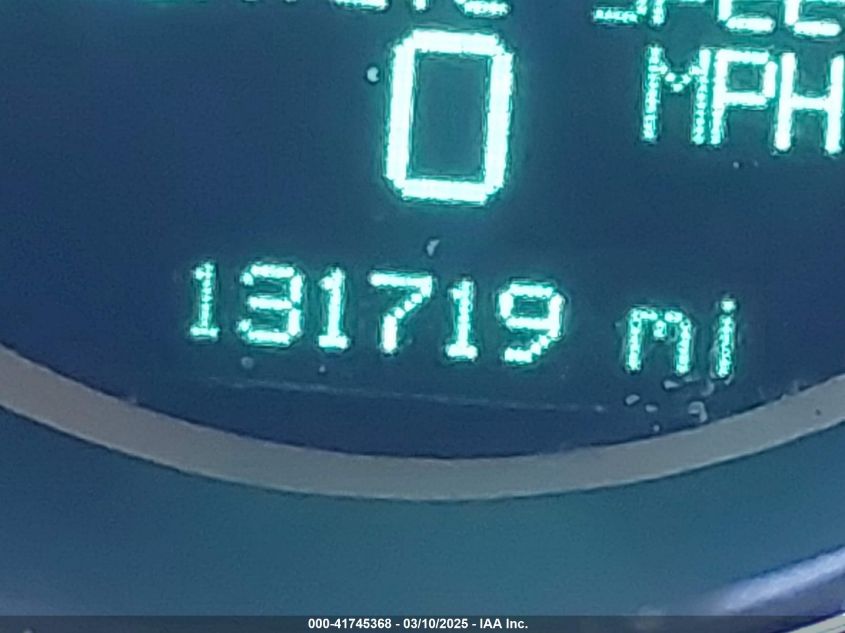 0
MPH
131719 mi
000-41745368 - 03/10/2025 - IAA Inc.